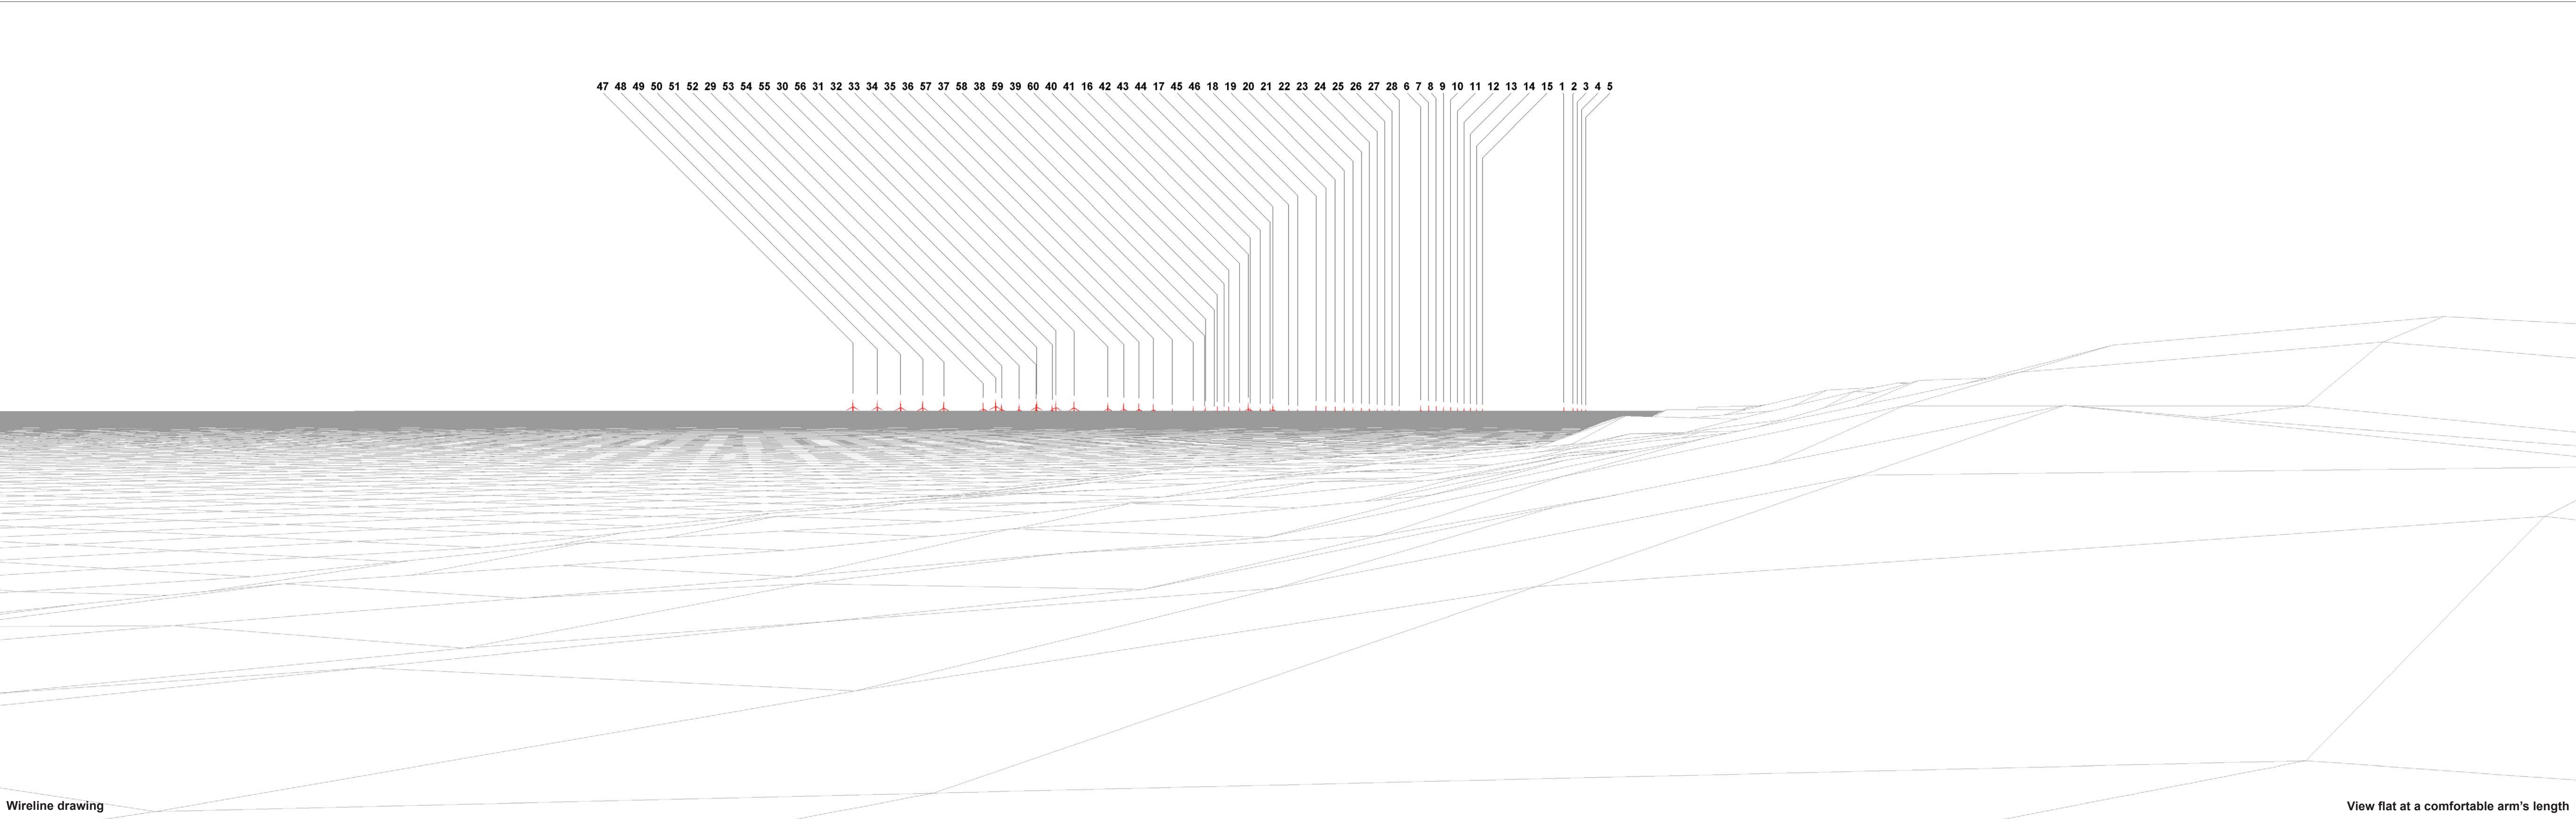 47 48 49 50 51 52 29 53 54 55 30 56 31 32 33 34 35 36 57 37 58 38 59 39 60 40 41 16 42 43 44 17 45 46 18 19 20 21 22 23 24 25 26 27 28 6 7 8 9 10 11 12 13 14 15 1 2 3 4 5
Wireline drawing
View flat at a comfortable arm’s length